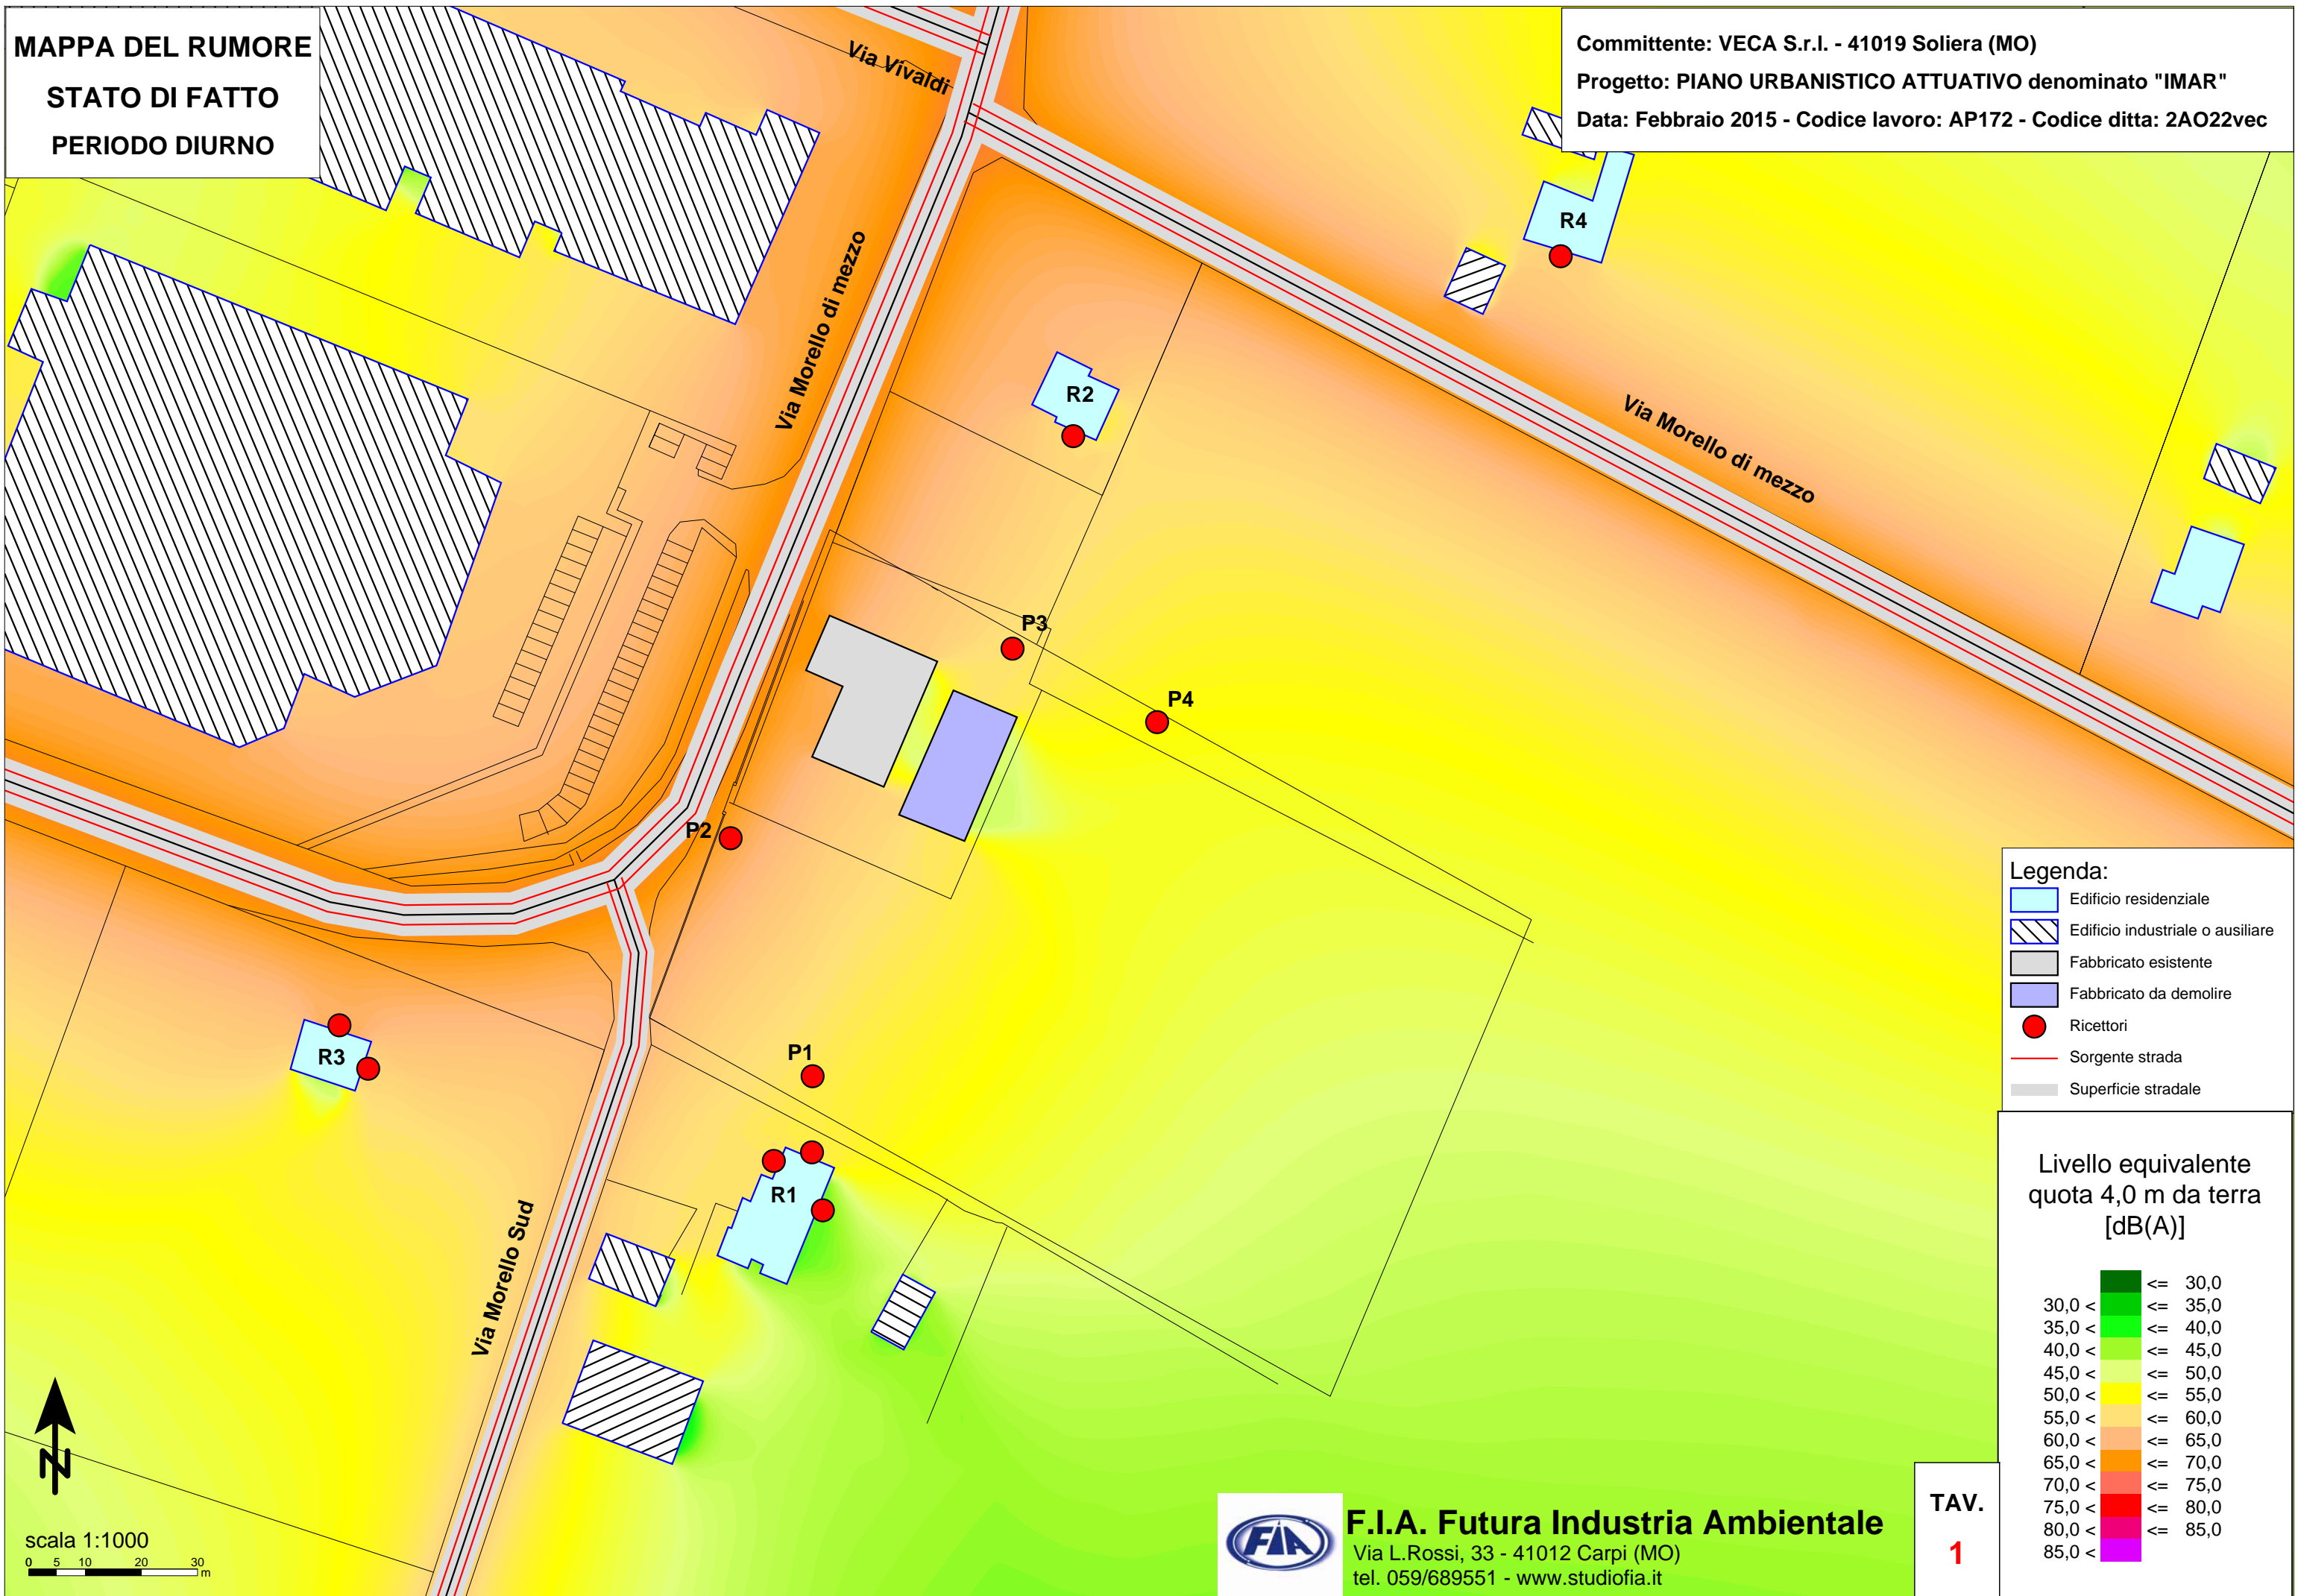 MAPPA DEL RUMORE
STATO DI FATTO
PERIODO DIURNO
Committente: VECA S.r.l. - 41019 Soliera (MO)
Progetto: PIANO URBANISTICO ATTUATIVO denominato "IMAR"
Data: Febbraio 2015 - Codice lavoro: AP172 - Codice ditta: 2AO22vec
Via Vivaldi
R4
Via Morello di mezzo
R2
Via Morello di mezzo
P3
P4
P2
R3
P1
R1
Via Morello Sud
Legenda:
Edificio residenziale
Edificio industriale o ausiliare
Fabbricato esistente
Fabbricato da demolire
Ricettori
Sorgente strada
Superficie stradale
Livello equivalente
quota 4,0 m da terra
[dB(A)]
<= 30,0
30,0 < <= 35,0
35,0 < <= 40,0
40,0 < <= 45,0
45,0 < <= 50,0
50,0 < <= 55,0
55,0 < <= 60,0
60,0 < <= 65,0
65,0 < <= 70,0
70,0 < <= 75,0
75,0 < <= 80,0
80,0 < <= 85,0
85,0 <
N
scala 1:1000
0 5 10 20 30
m
FIA
F.I.A. Futura Industria Ambientale
Via L.Rossi, 33 - 41012 Carpi (MO)
tel. 059/689551 - www.studiofia.it
TAV.
1